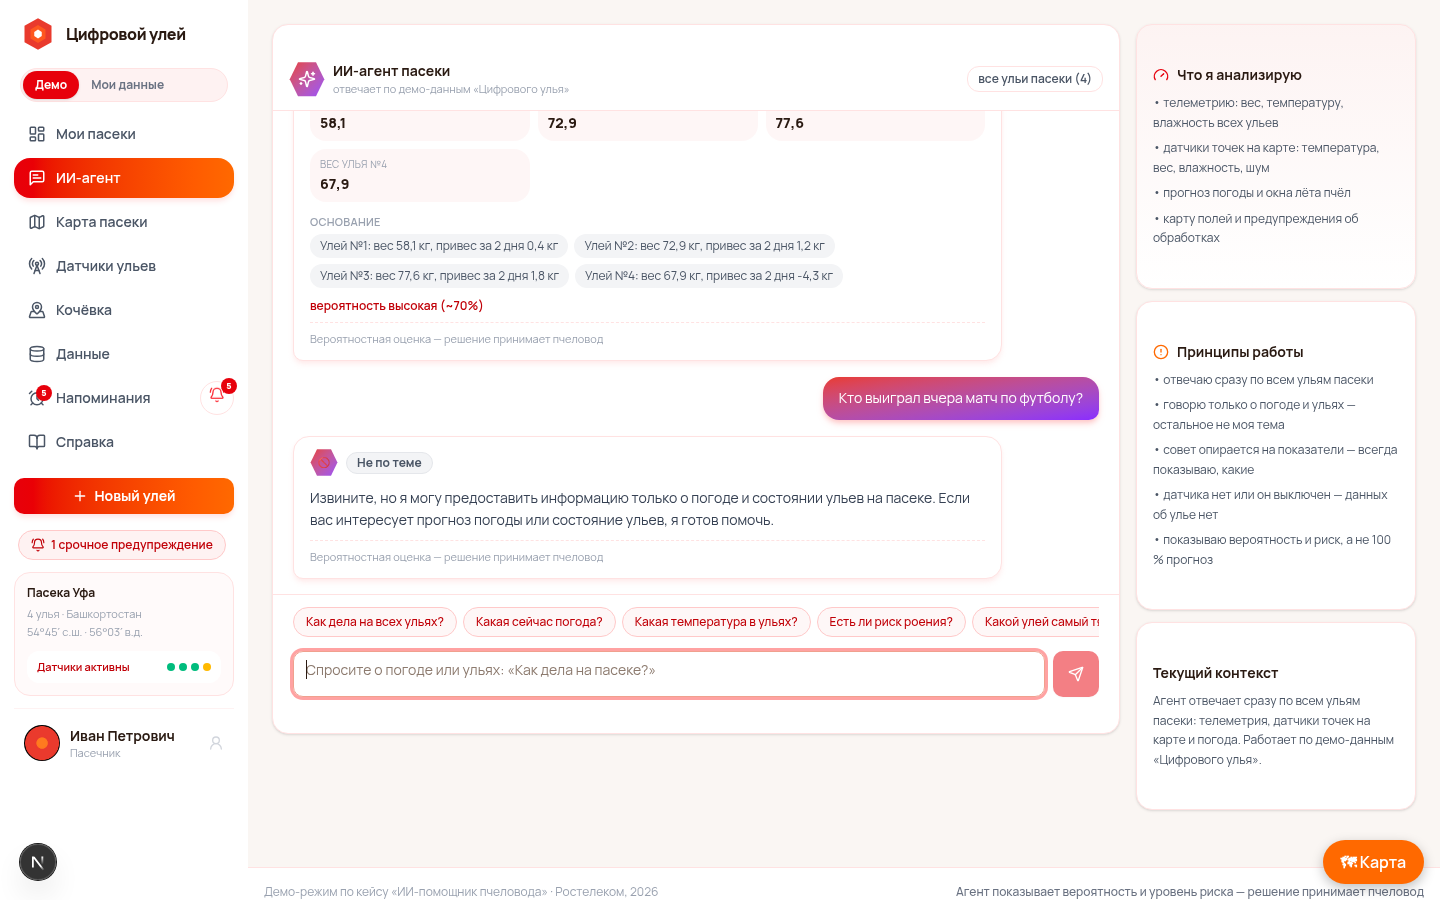 Цифровой улей
Демо
Мои данные
Мои пасеки
ИИ-агент
Карта пасеки
Датчики ульев
Кочёвка
Данные
5
Напоминания
5
Справка
+ Новый улей
1 срочное предупреждение
Пасека Уфа
4 улья · Башкортостан
54°45′ с.ш. · 56°03′ в.д.
Датчики активны
Иван Петрович
Пасечник
N
ИИ-агент пасеки
отвечает по демо-данным «Цифрового улья»
все ульи пасеки (4)
58,1
72,9
77,6
ВЕС УЛЬЯ №4
67,9
ОСНОВАНИЕ
Улей №1: вес 58,1 кг, привес за 2 дня 0,4 кг
Улей №2: вес 72,9 кг, привес за 2 дня 1,2 кг
Улей №3: вес 77,6 кг, привес за 2 дня 1,8 кг
Улей №4: вес 67,9 кг, привес за 2 дня -4,3 кг
вероятность высокая (~70%)
Вероятностная оценка — решение принимает пчеловод
Кто выиграл вчера матч по футболу?
Не по теме
Извините, но я могу предоставить информацию только о погоде и состоянии ульев на пасеке. Если
вас интересует прогноз погоды или состояние ульев, я готов помочь.
Вероятностная оценка — решение принимает пчеловод
Как дела на всех ульях?
Какая сейчас погода?
Какая температура в ульях?
Есть ли риск роения?
Какой улей самый тя
Спросите о погоде или ульях: «Как дела на пасеке?»
Что я анализирую
• телеметрию: вес, температуру,
влажность всех ульев
• датчики точек на карте: температура,
вес, влажность, шум
• прогноз погоды и окна лёта пчёл
• карту полей и предупреждения об
обработках
Принципы работы
• отвечаю сразу по всем ульям пасеки
• говорю только о погоде и ульях —
остальное не моя тема
• совет опирается на показатели — всегда
показываю, какие
• датчика нет или он выключен — данных
об улье нет
• показываю вероятность и риск, а не 100
% прогноз
Текущий контекст
Агент отвечает сразу по всем ульям
пасеки: телеметрия, датчики точек на
карте и погода. Работает по демо-данным
«Цифрового улья».
Карта
Демо-режим по кейсу «ИИ-помощник пчеловода» · Ростелеком, 2026
Агент показывает вероятность и уровень риска — решение принимает пчеловод